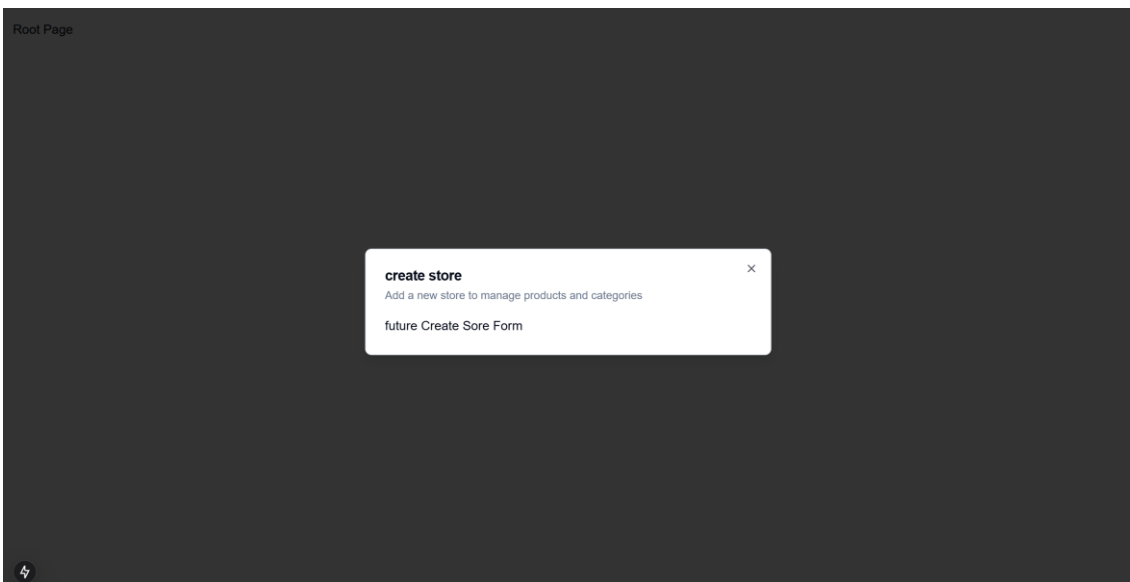 Root Page
create store
Add a new store to manage products and categories
future Create Sore Form